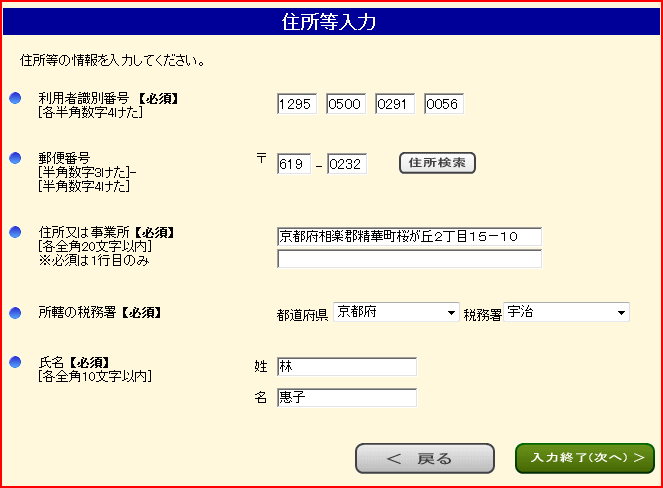 住所等入力
住所等の情報を入力してください。
利用者識別番号 【必須】
[各半角数字4けた]
1295 0500 0291 0056
郵便番号
[半角数字3けた]-
[半角数字4けた]
〒 619 - 0232 住所検索
住所又は事業所【必須】
[各全角20文字以内]
※必須は1行目のみ
京都府相楽郡精華町桜が丘２丁目１５－１０
所轄の税務署【必須】
都道府県 京都府 税務署 宇治
氏名【必須】
[各全角10文字以内]
姓 林
名 惠子
＜ 戻る
入力終了(次へ) ＞